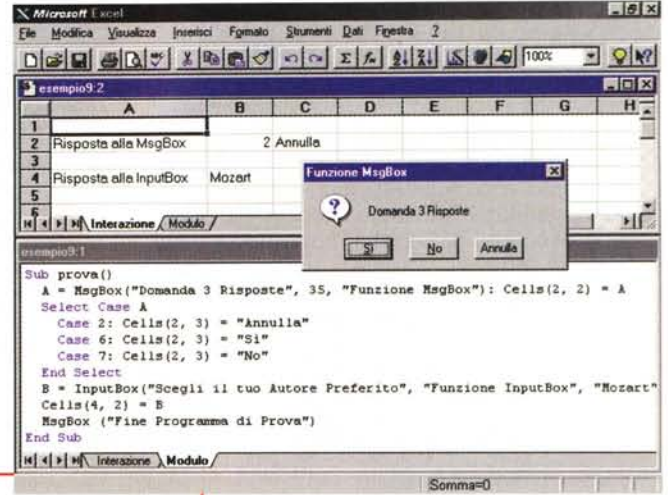 Microsoft Excel
File Modifica Visualizza Inserisci Formato Strumenti Dati Finestra ?
100%
esempio9:2
A B C D E F G H
1
2 Risposta alla MsgBox 2 Annulla
3
4 Risposta alla InputBox Mozart
5
6
Funzione MsgBox
Domanda 3 Risposte
Sì No Annulla
Interazione Modulo
esempio9:1
Sub prova()
A = MsgBox("Domanda 3 Risposte", 35, "Funzione MsgBox"): Cells(2, 2) = A
Select Case A
Case 2: Cells(2, 3) = "Annulla"
Case 6: Cells(2, 3) = "Si"
Case 7: Cells(2, 3) = "No"
End Select
B = InputBox("Scegli il tuo Autore Preferito", "Funzione InputBox", "Mozart"
Cells(4, 2) = B
MsgBox ("Fine Programma di Prova")
End Sub
Interazione Modulo
Somma=0